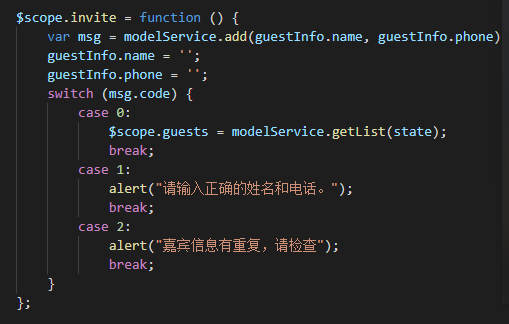 $scope.invite = function () {
    var msg = modelService.add(guestInfo.name, guestInfo.phone)
    guestInfo.name = '';
    guestInfo.phone = '';
    switch (msg.code) {
        case 0:
            $scope.guests = modelService.getList(state);
            break;
        case 1:
            alert("请输入正确的姓名和电话。");
            break;
        case 2:
            alert("嘉宾信息有重复，请检查");
            break;
    }
};